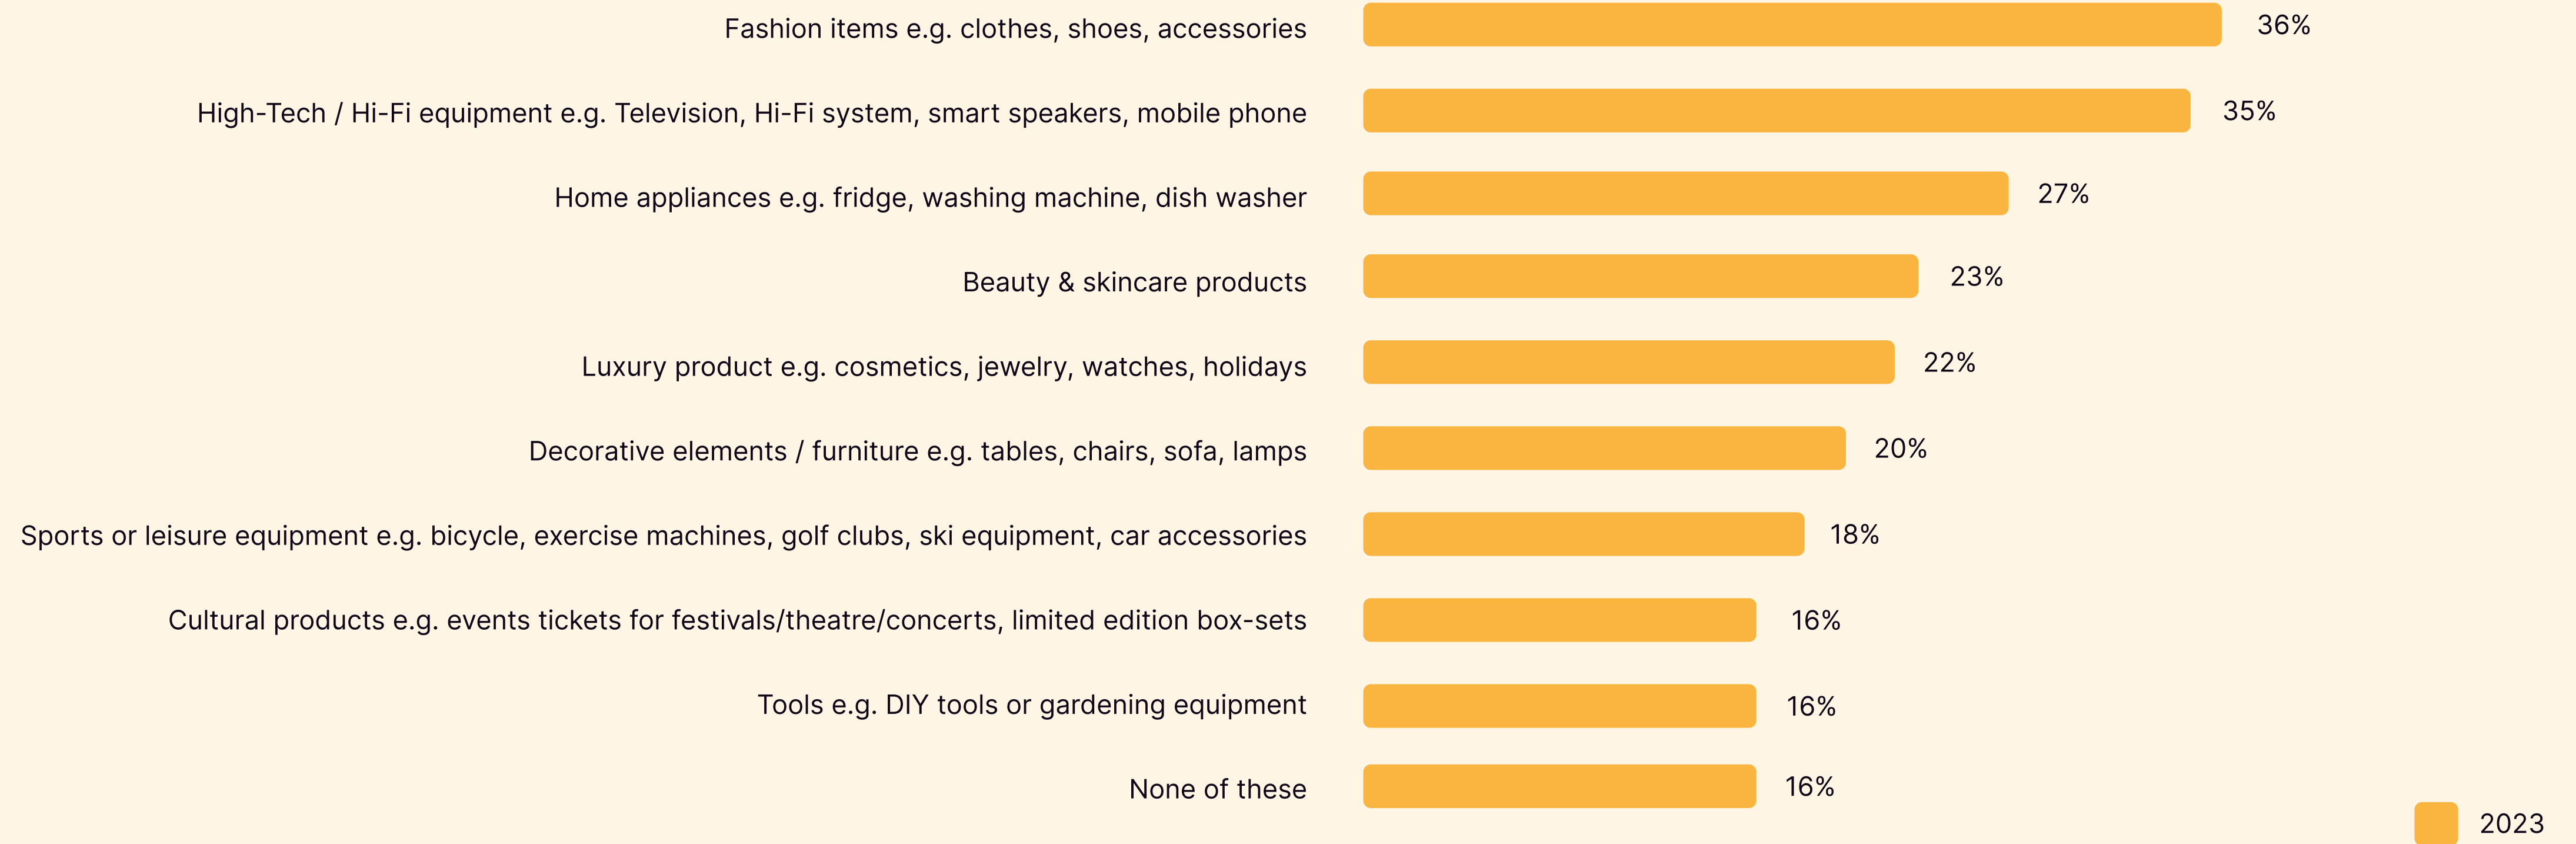 Fashion items e.g. clothes, shoes, accessories 36%
High-Tech / Hi-Fi equipment e.g. Television, Hi-Fi system, smart speakers, mobile phone 35%
Home appliances e.g. fridge, washing machine, dish washer 27%
Beauty & skincare products 23%
Luxury product e.g. cosmetics, jewelry, watches, holidays 22%
Decorative elements / furniture e.g. tables, chairs, sofa, lamps 20%
Sports or leisure equipment e.g. bicycle, exercise machines, golf clubs, ski equipment, car accessories 18%
Cultural products e.g. events tickets for festivals/theatre/concerts, limited edition box-sets 16%
Tools e.g. DIY tools or gardening equipment 16%
None of these 16%
2023